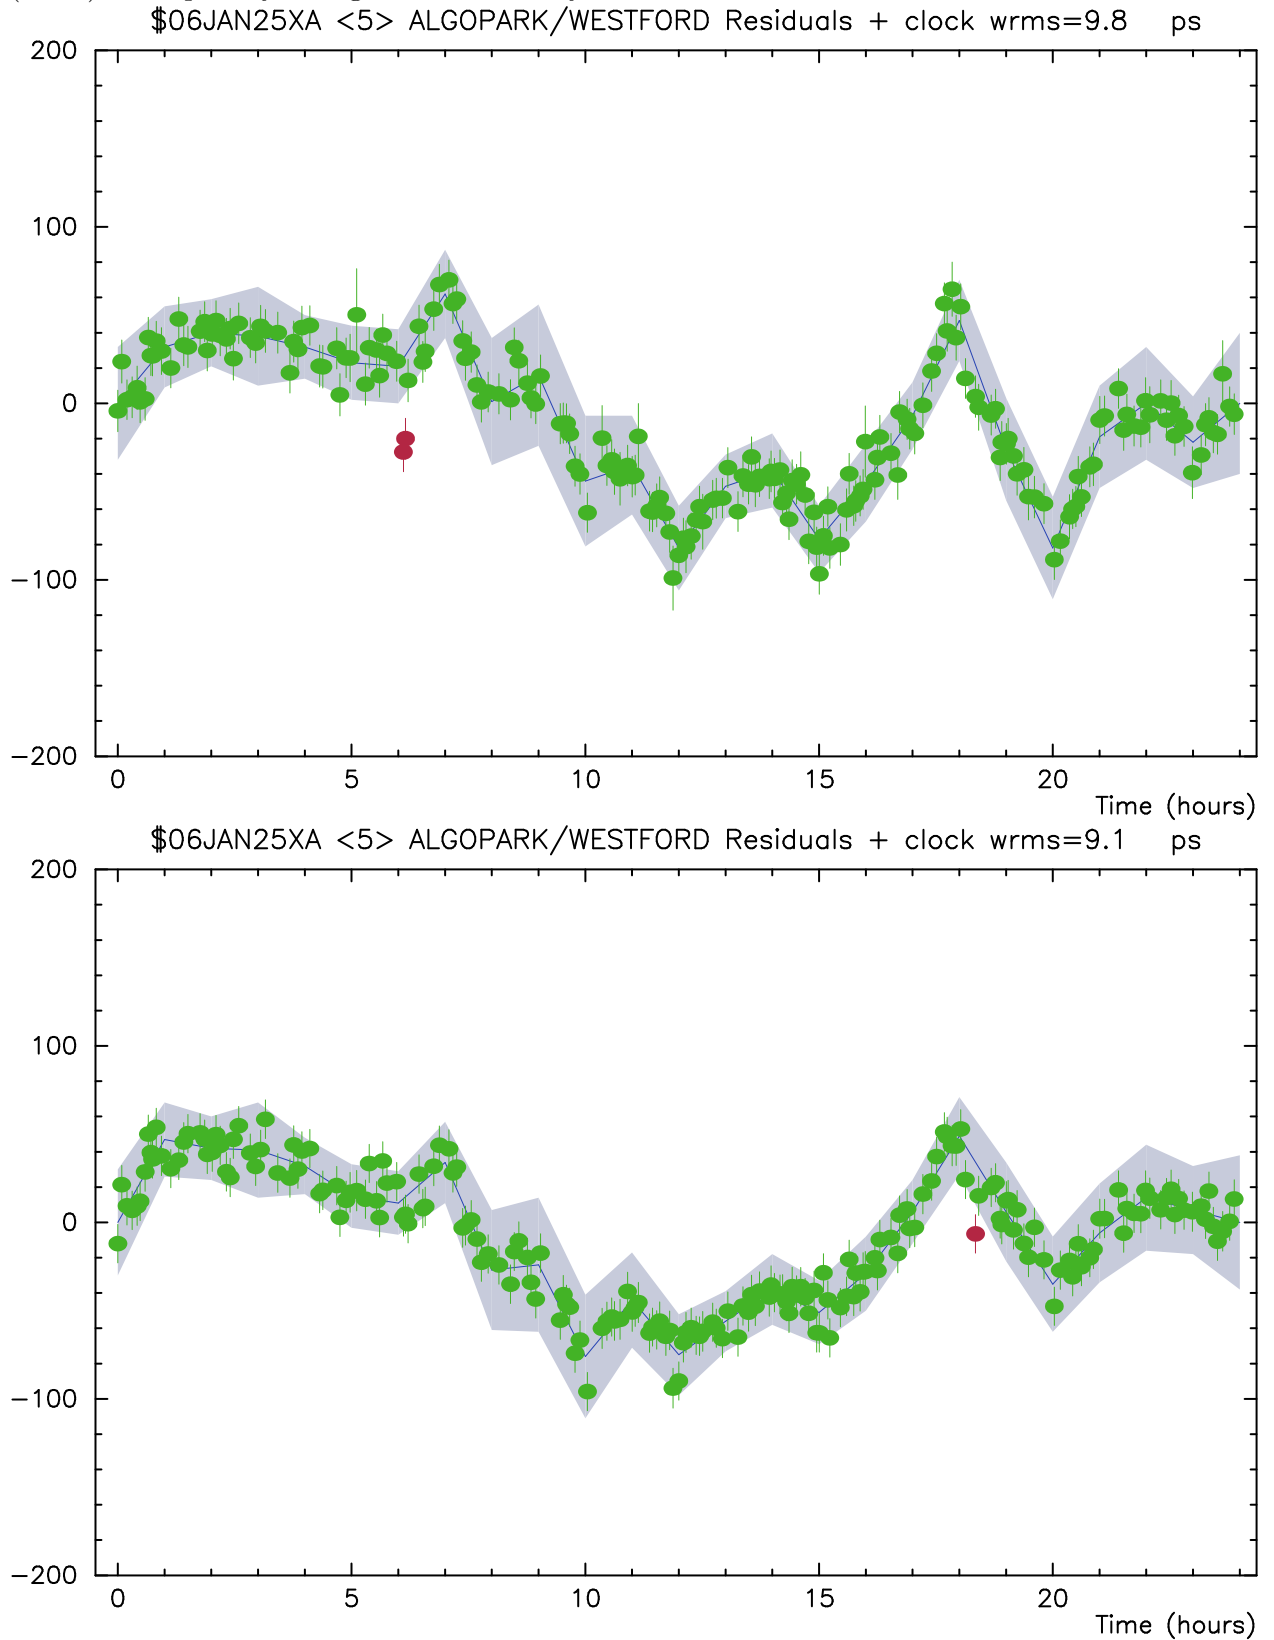 $06JAN25XA <5> ALGOPARK/WESTFORD Residuals + clock wrms=9.8 ps
200
100
0
-100
-200
0 5 10 15 20
Time (hours)
$06JAN25XA <5> ALGOPARK/WESTFORD Residuals + clock wrms=9.1 ps
200
100
0
-100
-200
0 5 10 15 20
Time (hours)